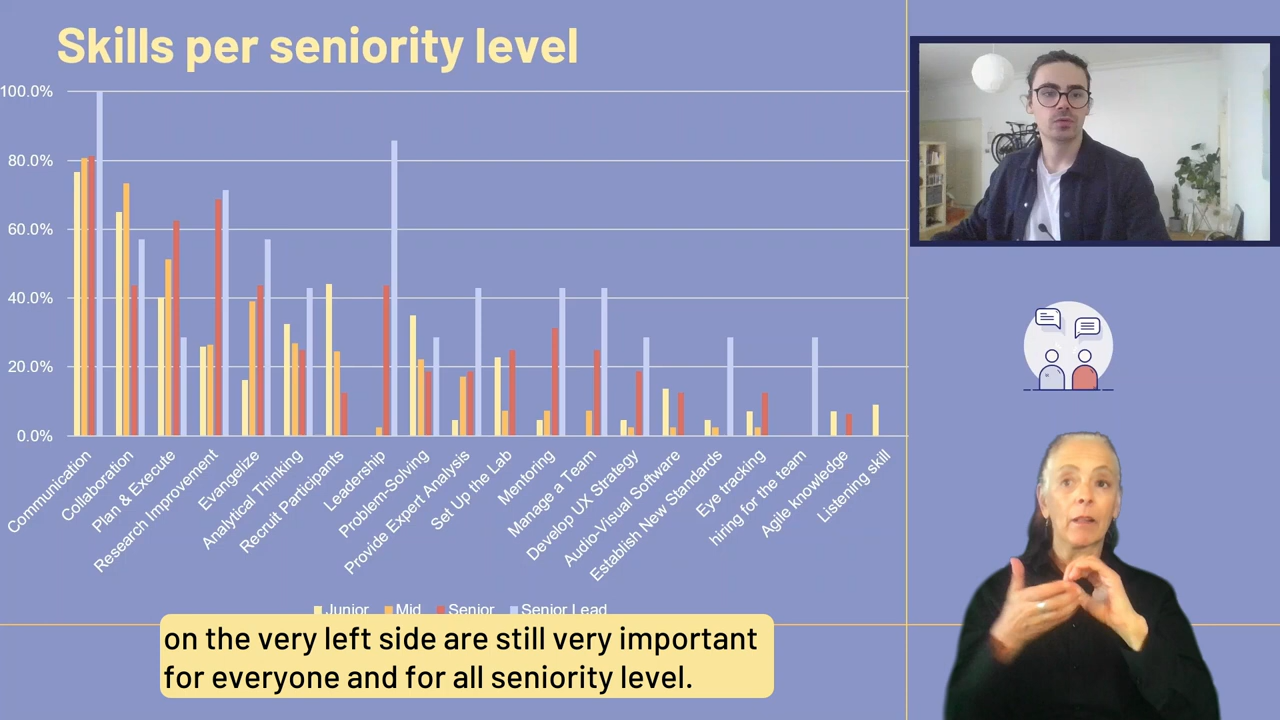 Skills per seniority level
100.0%
80.0%
60.0%
40.0%
20.0%
0.0%
Communication
Collaboration
Plan & Execute
Research Improvement
Evangelize
Analytical Thinking
Recruit Participants
Leadership
Problem-Solving
Provide Expert Analysis
Set Up the Lab
Mentoring
Manage a Team
Develop UX Strategy
Audio-Visual Software
Establish New Standards
Eye tracking
hiring for the team
Agile knowledge
Listening skill
Junior Mid Senior Senior Lead
on the very left side are still very important
for everyone and for all seniority level.